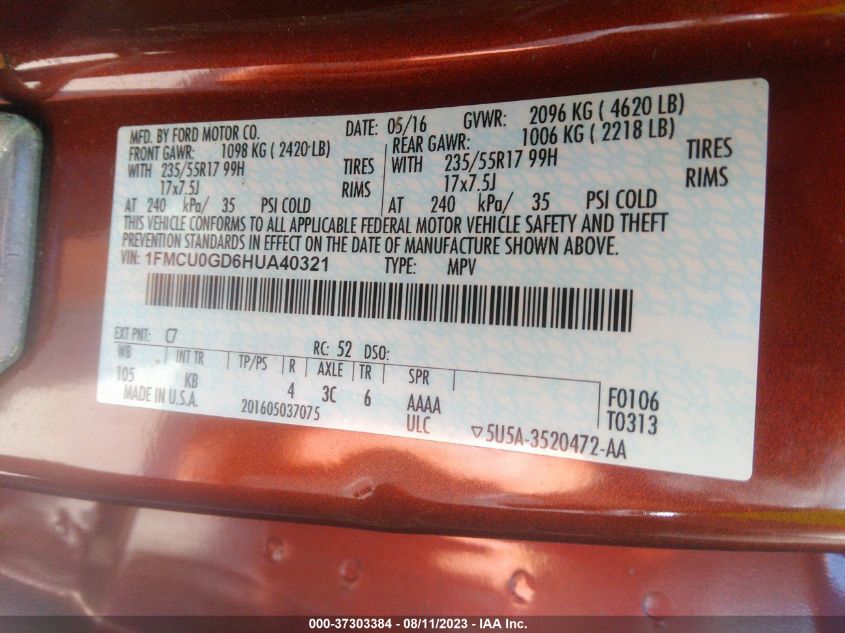 MFD. BY FORD MOTOR CO. DATE: 05/16 GVWR: 2096 KG ( 4620 LB)
FRONT GAWR: 1098 KG ( 2420 LB) REAR GAWR: 1006 KG ( 2218 LB)
WITH 235/55R17 99H TIRES WITH 235/55R17 99H TIRES
17x7.5J RIMS 17x7.5J RIMS
AT 240 kPa/ 35 PSI COLD AT 240 kPa/ 35 PSI COLD
THIS VEHICLE CONFORMS TO ALL APPLICABLE FEDERAL MOTOR VEHICLE SAFETY AND THEFT
PREVENTION STANDARDS IN EFFECT ON THE DATE OF MANUFACTURE SHOWN ABOVE.
VIN: 1FMCU0GD6HUA40321 TYPE: MPV
EXT PNT: C7 RC: 52 DSO:
WB INT TR TP/PS R AXLE TR SPR
105 KB 4 3C 6 AAAA F0106
MADE IN U.S.A. 201605037075 ULC T0313
▽5U5A-3520472-AA
000-37303384 - 08/11/2023 - IAA Inc.